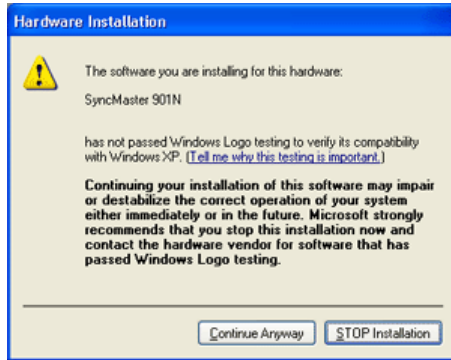 Hardware Installation
The software you are installing for this hardware:
SyncMaster 901N
has not passed Windows Logo testing to verify its compatibility
with Windows XP. (Tell me why this testing is important.)
Continuing your installation of this software may impair
or destabilize the correct operation of your system
either immediately or in the future. Microsoft strongly
recommends that you stop this installation now and
contact the hardware vendor for software that has
passed Windows Logo testing.
Continue Anyway
STOP Installation